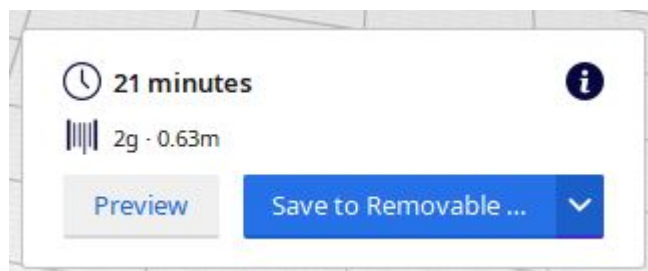 21 minutes
2g · 0.63m
Preview
Save to Removable ...